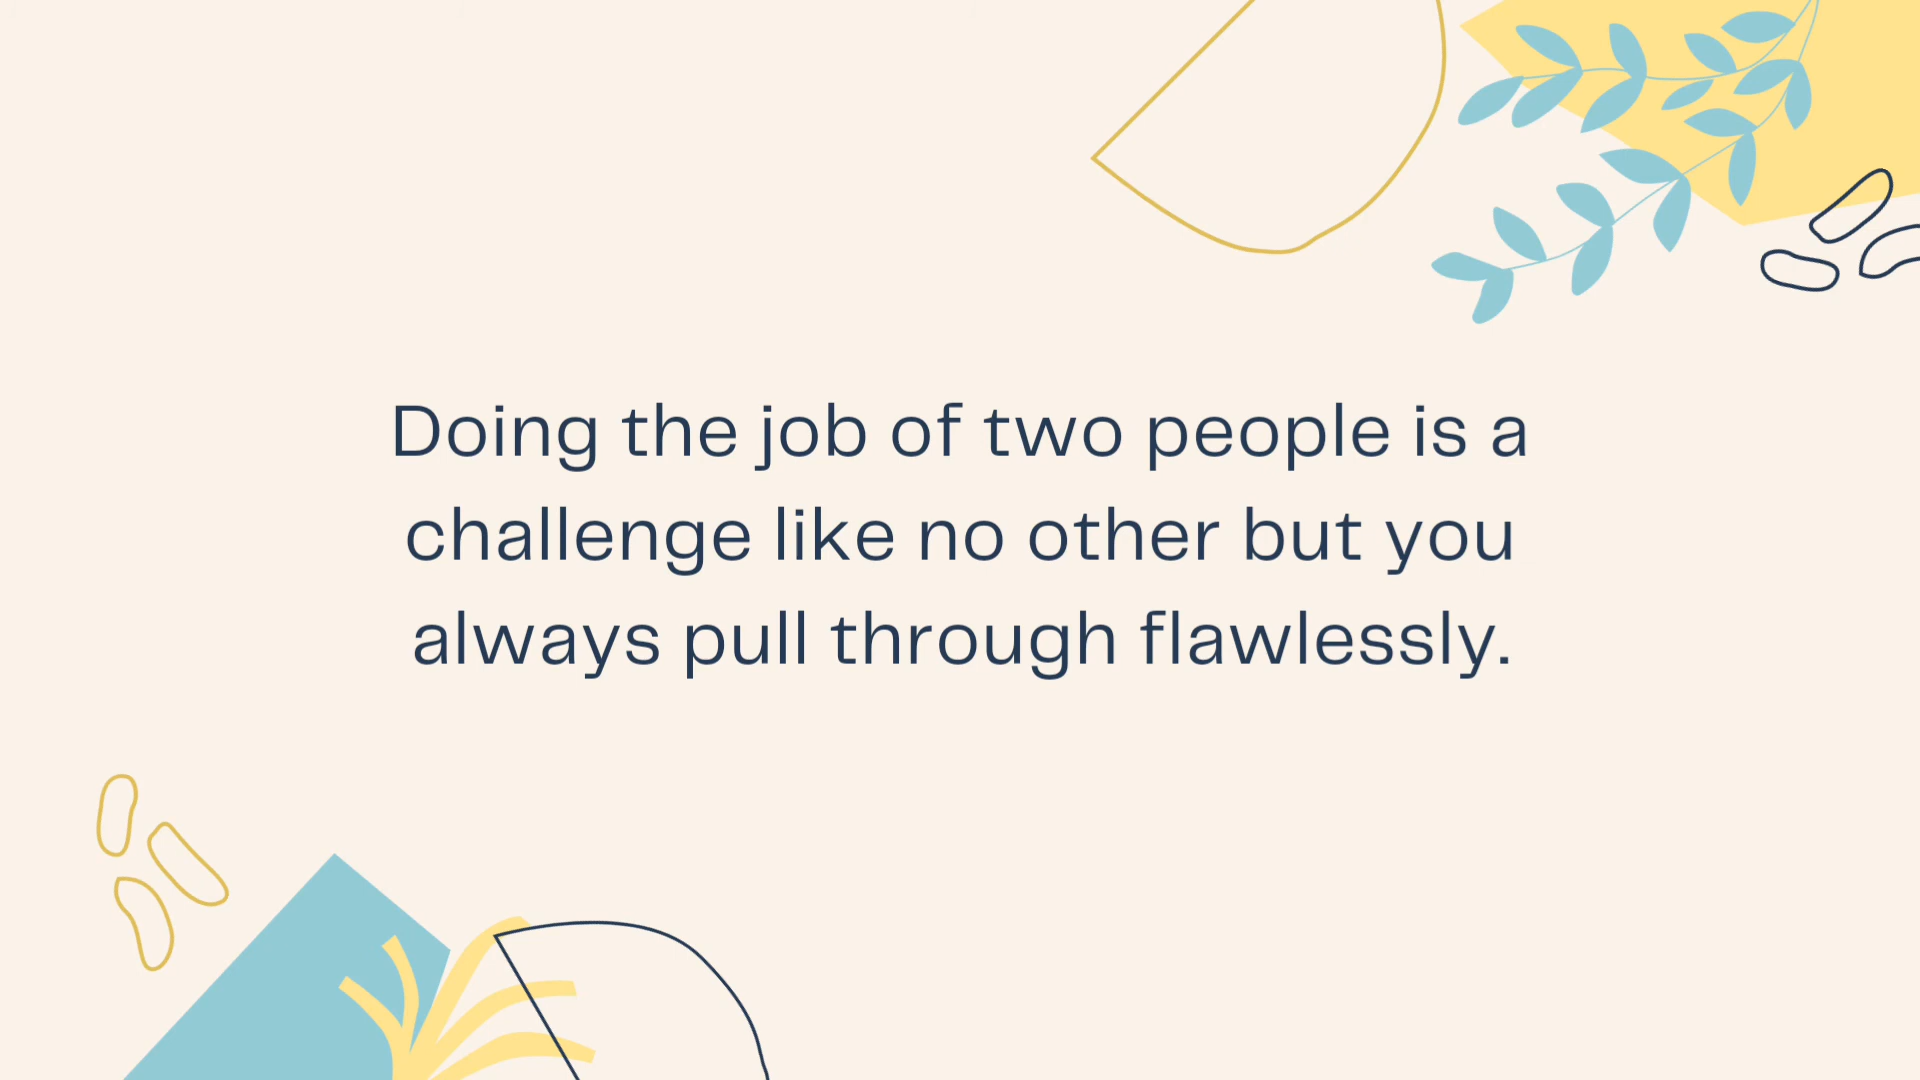 Doing the job of two people is a
challenge like no other but you
always pull through flawlessly.